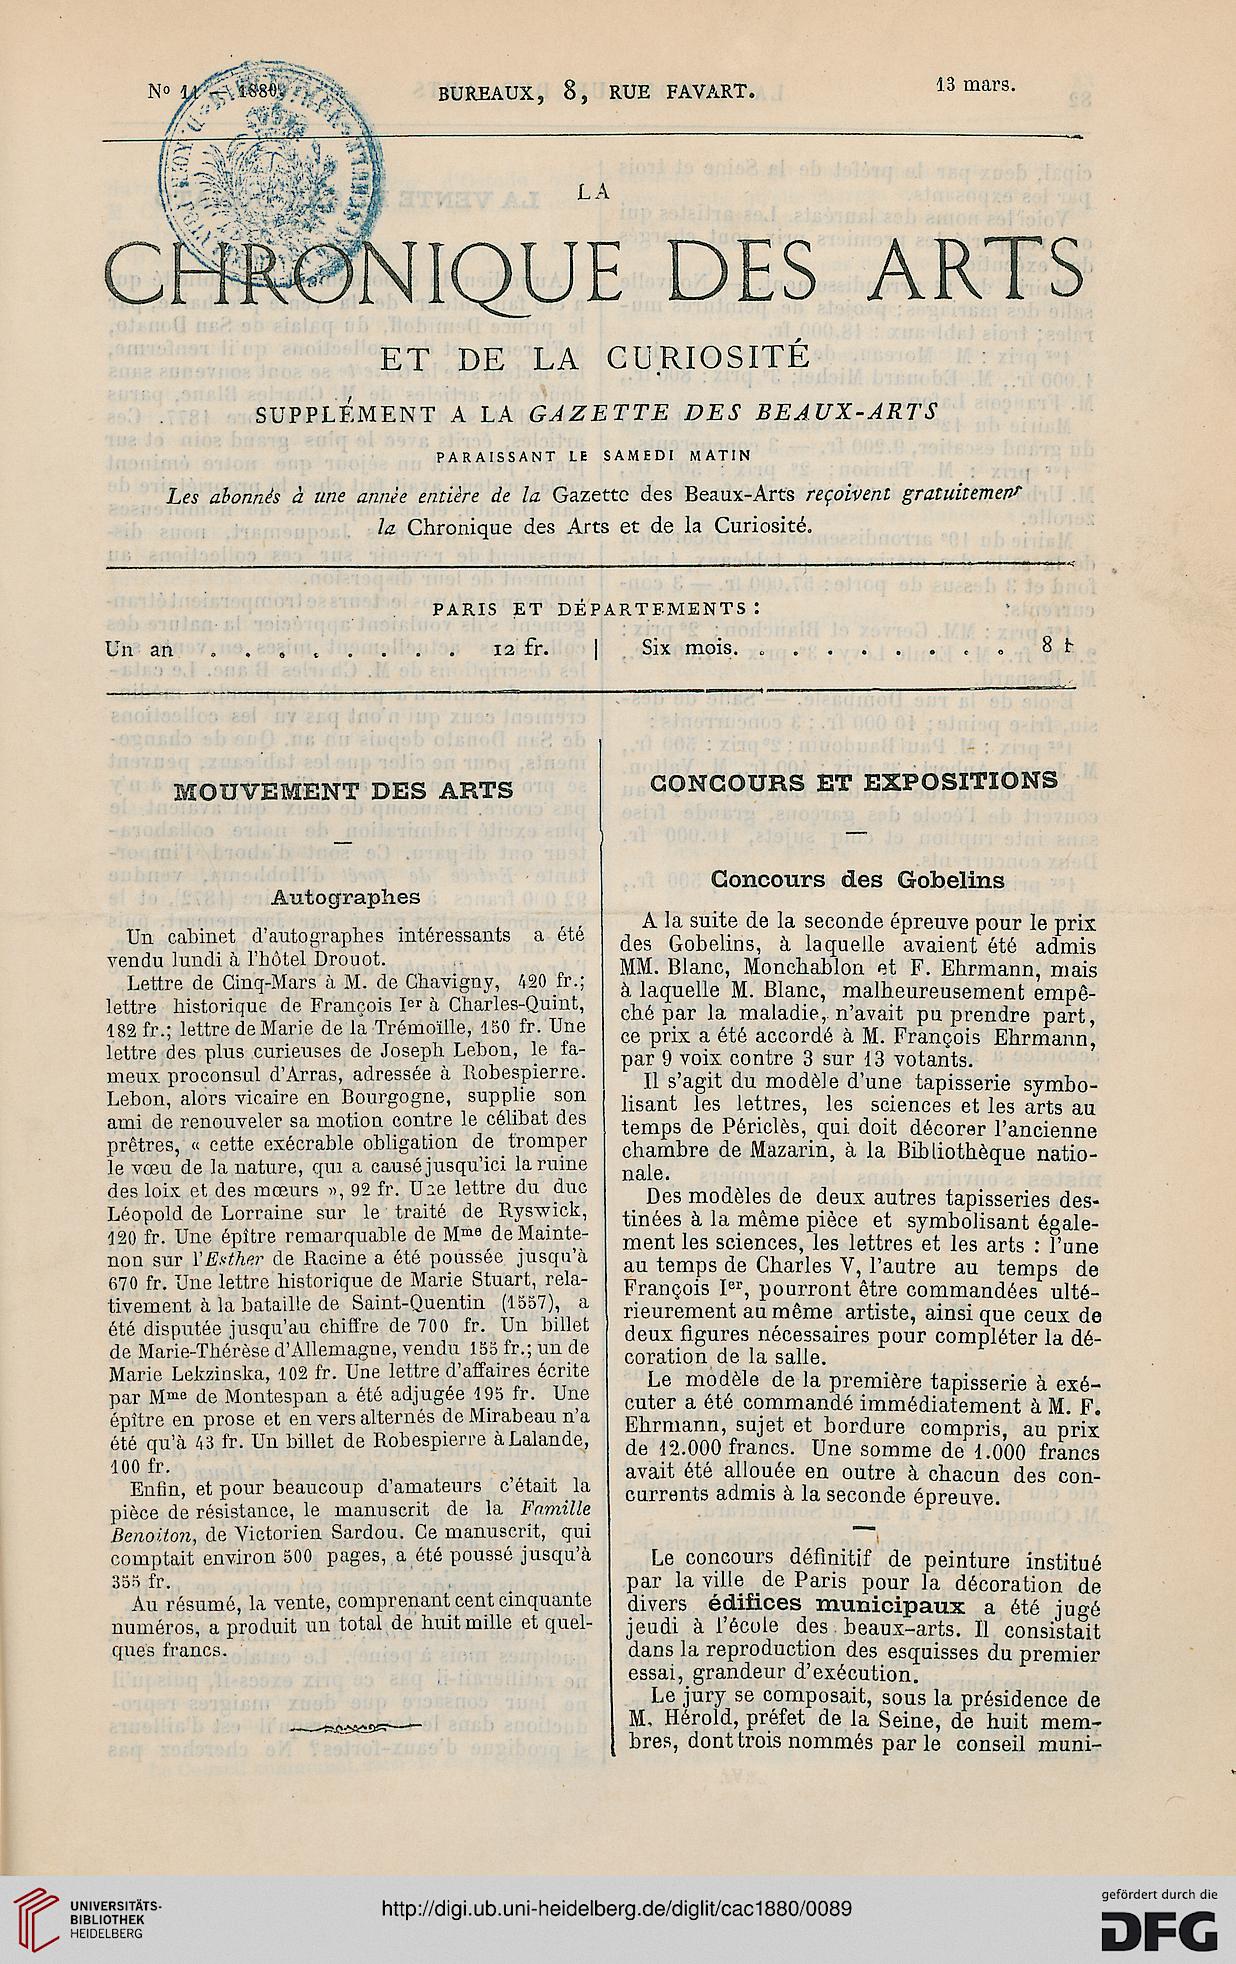 Nº 11 — 1880.
BUREAUX, 8, RUE FAVART.
13 mars.
LA
CHRONIQUE DES ARTS
ET DE LA CURIOSITÉ
SUPPLÉMENT A LA GAZETTE DES BEAUX-ARTS
PARAISSANT LE SAMEDI MATIN
Les abonnés à une année entière de la Gazette des Beaux-Arts reçoivent gratuitement
la Chronique des Arts et de la Curiosité.
PARIS ET DÉPARTEMENTS :
Un an . . . . . . . . 12 fr. | Six mois. . . . . . . . . 8 f
MOUVEMENT DES ARTS
Autographes
Un cabinet d'autographes intéressants a été
vendu lundi à l'hôtel Drouot.
Lettre de Cinq-Mars à M. de Chavigny, 420 fr.;
lettre historique de François Ier à Charles-Quint,
182 fr.; lettre de Marie de la Trémoïlle, 150 fr. Une
lettre des plus curieuses de Joseph Lebon, le fa-
meux proconsul d'Arras, adressée à Robespierre.
Lebon, alors vicaire en Bourgogne, supplie son
ami de renouveler sa motion contre le célibat des
prêtres, « cette exécrable obligation de tromper
le vœu de la nature, qui a causé jusqu'ici la ruine
des loix et des mœurs », 92 fr. Une lettre du duc
Léopold de Lorraine sur le traité de Ryswick,
120 fr. Une épître remarquable de Mme de Mainte-
non sur l'Esther de Racine a été poussée jusqu'à
670 fr. Une lettre historique de Marie Stuart, rela-
tivement à la bataille de Saint-Quentin (1557), a
été disputée jusqu'au chiffre de 700 fr. Un billet
de Marie-Thérèse d'Allemagne, vendu 155 fr.; un de
Marie Lekzinska, 102 fr. Une lettre d'affaires écrite
par Mme de Montespan a été adjugée 195 fr. Une
épître en prose et en vers alternés de Mirabeau n'a
été qu'à 43 fr. Un billet de Robespierre à Lalande,
100 fr.
Enfin, et pour beaucoup d'amateurs c'était la
pièce de résistance, le manuscrit de la Famille
Benoiton, de Victorien Sardou. Ce manuscrit, qui
comptait environ 500 pages, a été poussé jusqu'à
355 fr.
Au résumé, la vente, comprenant cent cinquante
numéros, a produit un total de huit mille et quel-
ques francs.
CONCOURS ET EXPOSITIONS
Concours des Gobelins
A la suite de la seconde épreuve pour le prix
des Gobelins, à laquelle avaient été admis
MM. Blanc, Monchablon et F. Ehrmann, mais
à laquelle M. Blanc, malheureusement empê-
ché par la maladie, n'avait pu prendre part,
ce prix a été accordé à M. François Ehrmann,
par 9 voix contre 3 sur 13 votants.
Il s'agit du modèle d'une tapisserie symbo-
lisant les lettres, les sciences et les arts au
temps de Périclès, qui doit décorer l'ancienne
chambre de Mazarin, à la Bibliothèque natio-
nale.
Des modèles de deux autres tapisseries des-
tinées à la même pièce et symbolisant égale-
ment les sciences, les lettres et les arts : l'une
au temps de Charles V, l'autre au temps de
François Ier, pourront être commandées ulté-
rieurement au même artiste, ainsi que ceux de
deux figures nécessaires pour compléter la dé-
coration de la salle.
Le modèle de la première tapisserie à exé-
cuter a été commandé immédiatement à M. F.
Ehrmann, sujet et bordure compris, au prix
de 12.000 francs. Une somme de 1.000 francs
avait été allouée en outre à chacun des con-
currents admis à la seconde épreuve.
Le concours définitif de peinture institué
par la ville de Paris pour la décoration de
divers édifices municipaux a été jugé
jeudi à l'école des beaux-arts. Il consistait
dans la reproduction des esquisses du premier
essai, grandeur d'exécution.
Le jury se composait, sous la présidence de
M. Hérold, préfet de la Seine, de huit mem-
bres, dont trois nommés par le conseil muni-
UNIVERSITÄTS-
BIBLIOTHEK
HEIDELBERG
http://digi.ub.uni-heidelberg.de/diglit/cac1880/0089
gefördert durch die
DFG